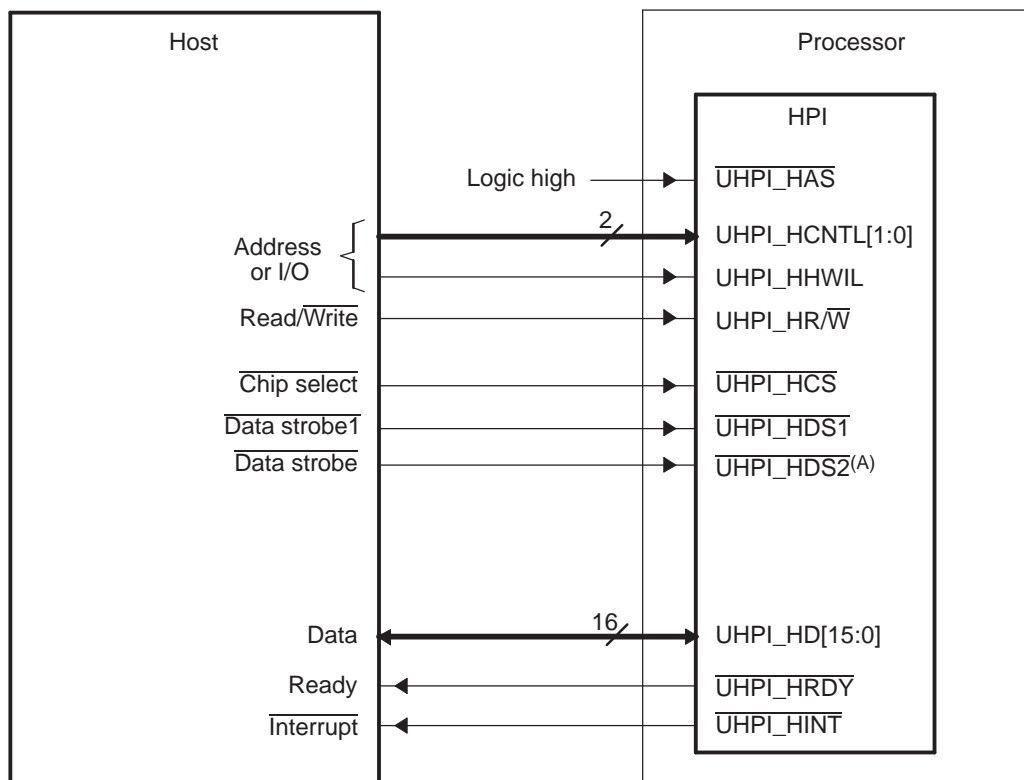 Host
Processor
HPI
Logic high
UHPI_HAS
2
UHPI_HCNTL[1:0]
Address
or I/O
UHPI_HHWIL
Read/Write
UHPI_HR/W
Chip select
UHPI_HCS
Data strobe1
UHPI_HDS1
Data strobe
UHPI_HDS2(A)
16
Data
UHPI_HD[15:0]
Ready
UHPI_HRDY
Interrupt
UHPI_HINT